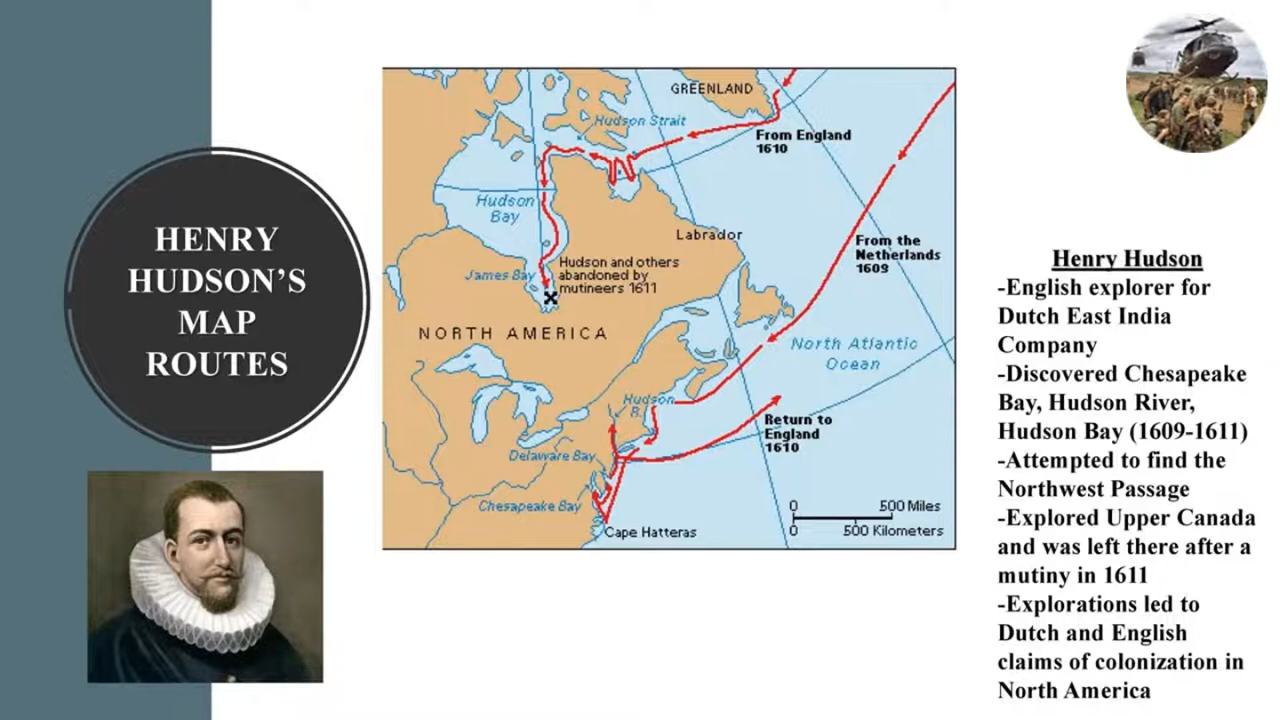 HENRY
HUDSON’S
MAP
ROUTES
GREENLAND
Hudson Strait
From England
1610
Hudson
Bay
Labrador
From the
Netherlands
1609
James Bay
Hudson and others
abandoned by
mutineers 1611
NORTH AMERICA
North Atlantic
Ocean
Hudson
R.
Return to
England
1610
Delaware Bay
Chesapeake Bay
0 500 Miles
0 500 Kilometers
Cape Hatteras
Henry Hudson
-English explorer for
Dutch East India
Company
-Discovered Chesapeake
Bay, Hudson River,
Hudson Bay (1609-1611)
-Attempted to find the
Northwest Passage
-Explored Upper Canada
and was left there after a
mutiny in 1611
-Explorations led to
Dutch and English
claims of colonization in
North America